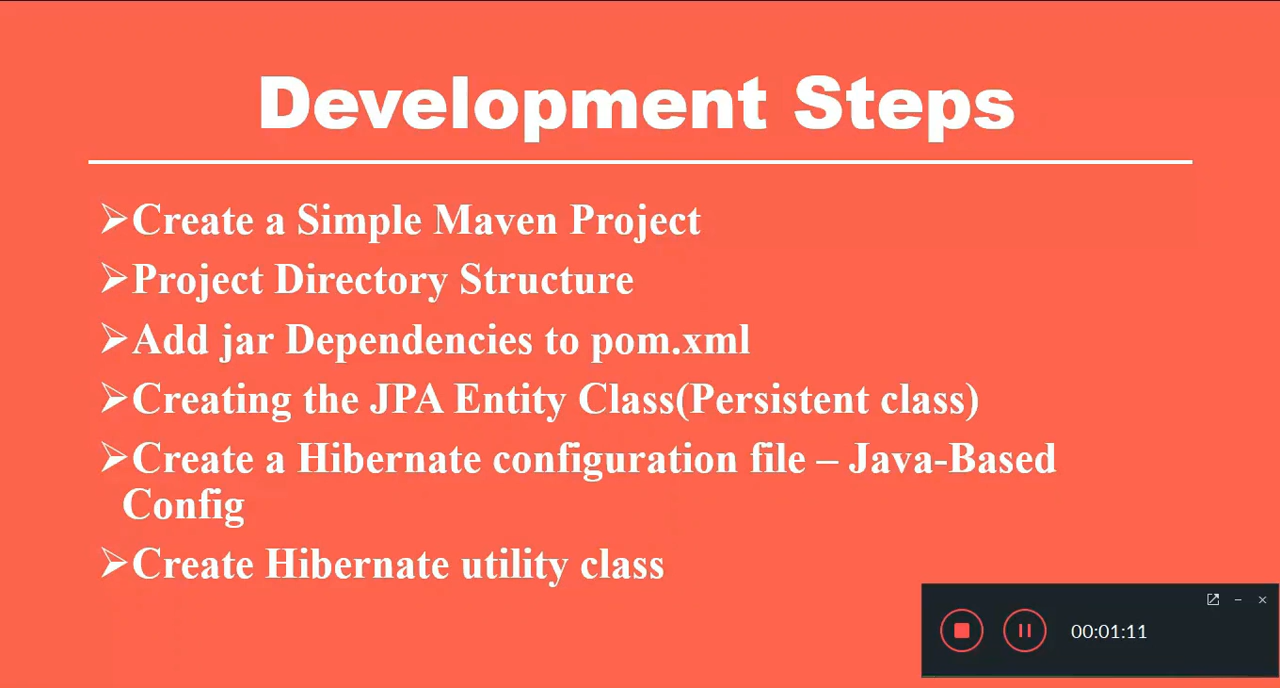 Development Steps
➢Create a Simple Maven Project
➢Project Directory Structure
➢Add jar Dependencies to pom.xml
➢Creating the JPA Entity Class(Persistent class)
➢Create a Hibernate configuration file – Java-Based
Config
➢Create Hibernate utility class
00:01:11